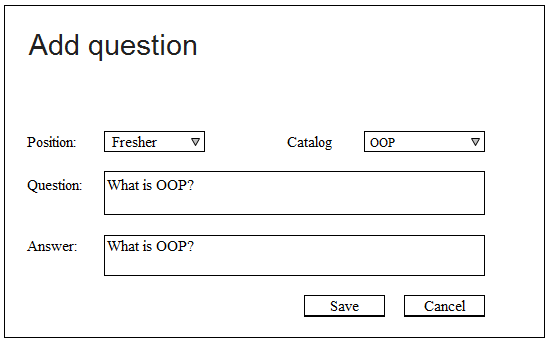 Add question
Position: Fresher Catalog OOP
Question: What is OOP?
Answer: What is OOP?
Save Cancel